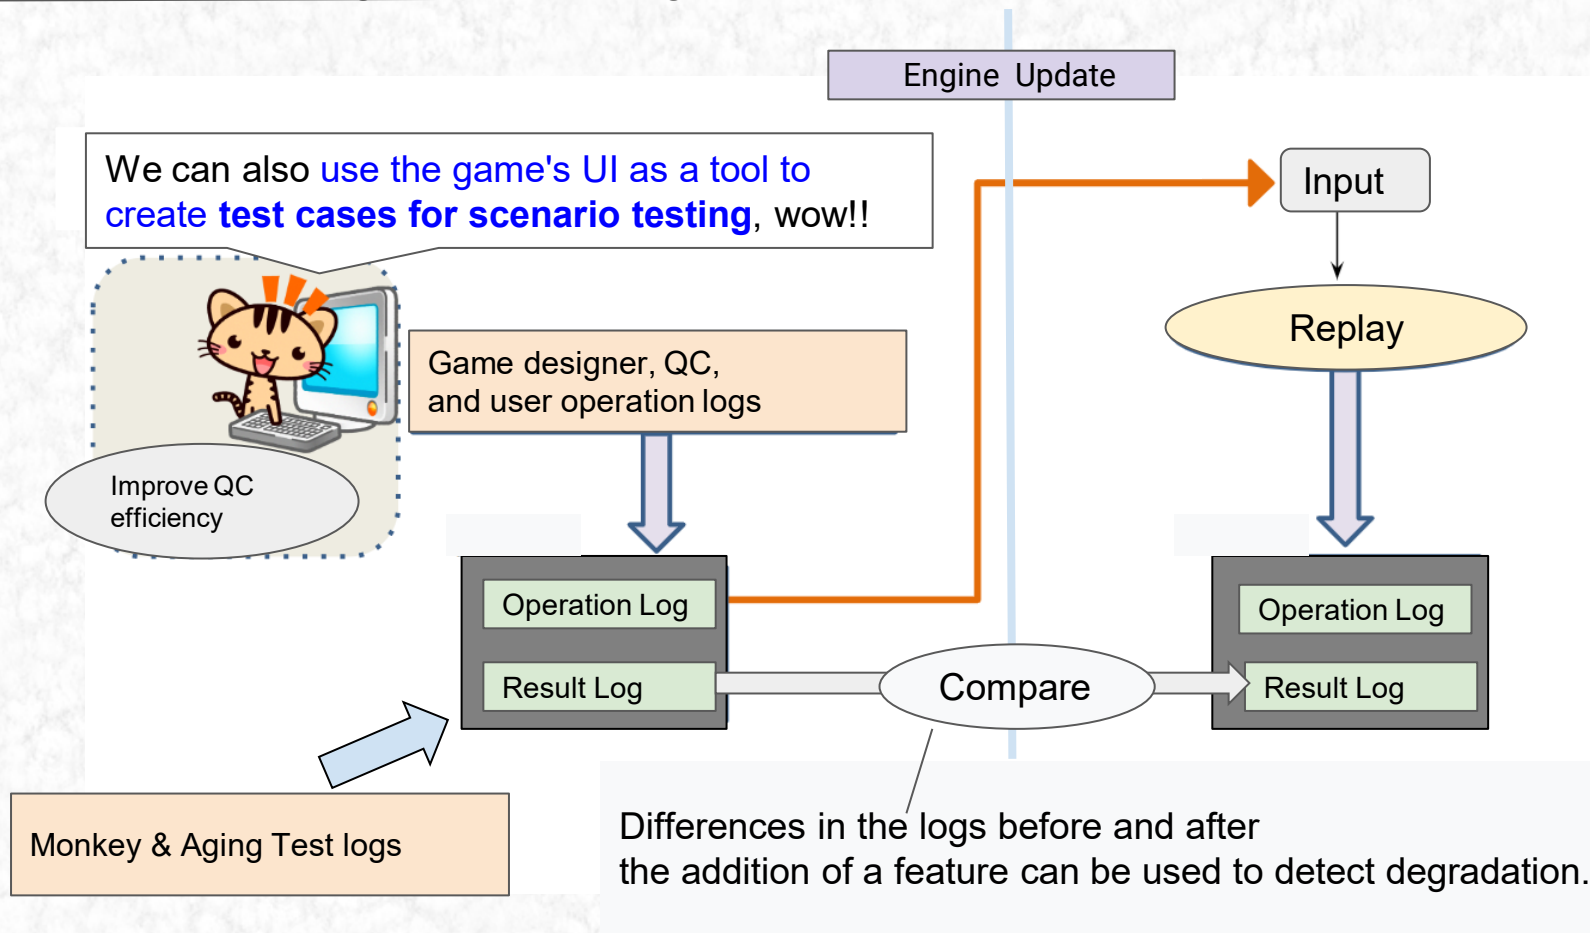 Engine Update
We can also use the game's UI as a tool to
create test cases for scenario testing, wow!!
Input
Replay
Game designer, QC,
and user operation logs
Improve QC
efficiency
Operation Log
Result Log
Compare
Operation Log
Result Log
Monkey & Aging Test logs
Differences in the logs before and after
the addition of a feature can be used to detect degradation.